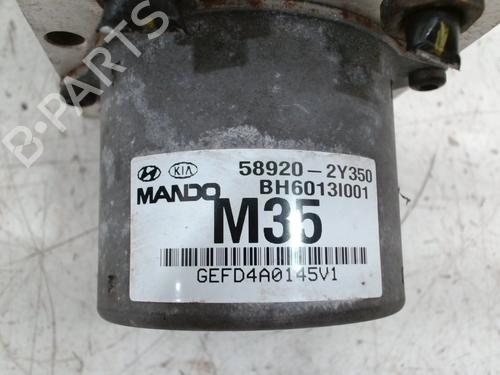 B-PARTS
KIA 58920-2Y350
MANDO BH6013I001
M35
GEFD4A0145V1